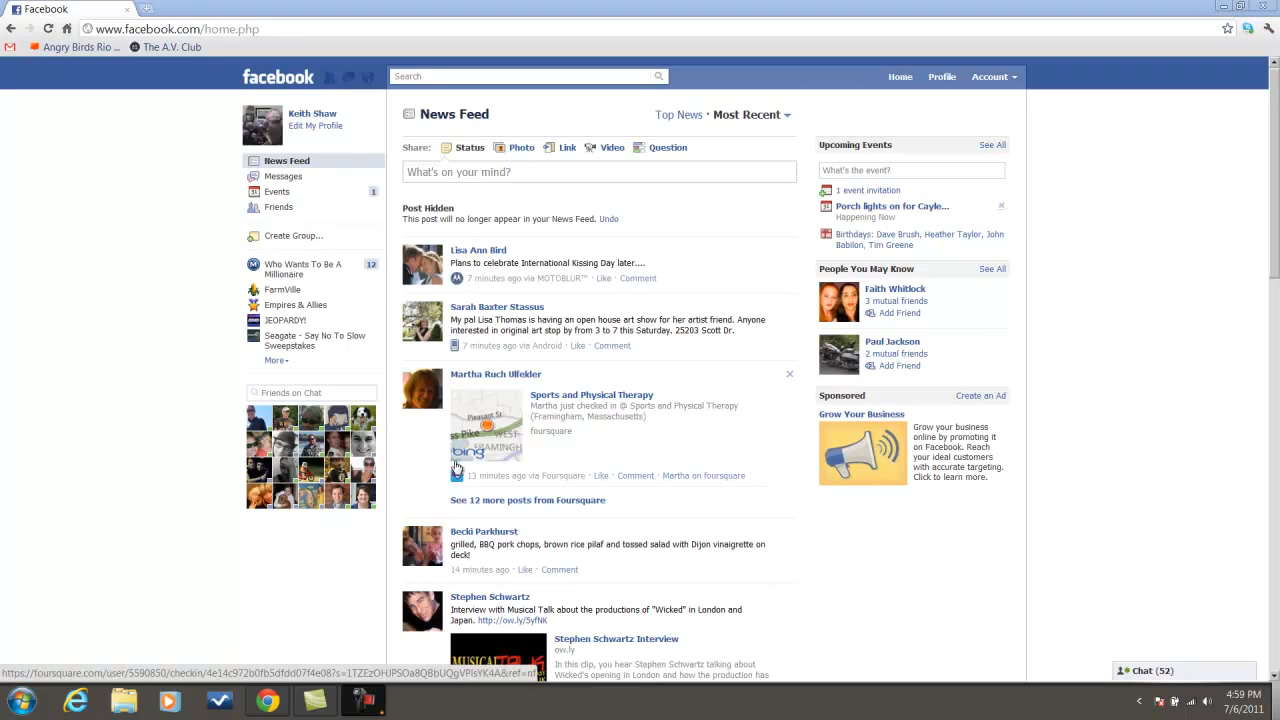 Facebook
www.facebook.com/home.php
Angry Birds Rio ...
The A.V. Club
facebook
Search
Home
Profile
Account
Keith Shaw
Edit My Profile
News Feed
Messages
Events
1
Friends
Create Group...
Who Wants To Be A
Millionaire
12
FarmVille
Empires & Allies
JEOPARDY!
Seagate - Say No To Slow
Sweepstakes
More
Friends on Chat
News Feed
Top News · Most Recent
Share:
Status
Photo
Link
Video
Question
What's on your mind?
Post Hidden
This post will no longer appear in your News Feed. Undo
Lisa Ann Bird
Plans to celebrate International Kissing Day later....
7 minutes ago via MOTOBLUR™ · Like · Comment
Sarah Baxter Stassus
My pal Lisa Thomas is having an open house art show for her artist friend. Anyone
interested in original art stop by from 3 to 7 this Saturday. 25203 Scott Dr.
7 minutes ago via Android · Like · Comment
Martha Ruch Ulfelder
Pleasant St
ss Pike
WEST-
FRAMINGH
bing
Sports and Physical Therapy
Martha just checked in @ Sports and Physical Therapy
(Framingham, Massachusetts)
foursquare
13 minutes ago via Foursquare · Like · Comment · Martha on foursquare
See 12 more posts from Foursquare
Becki Parkhurst
grilled, BBQ pork chops, brown rice pilaf and tossed salad with Dijon vinaigrette on
deck!
14 minute ago · Like · Comment
Stephen Schwartz
Interview with Musical Talk about the productions of "Wicked" in London and
Japan. http://ow.ly/5yfNK
MUSICAL TALK
Stephen Schwartz Interview
ow.ly
In this clip, you hear Stephen Schwartz talking about
Wicked's opening in London and how the production has
Upcoming Events
See All
What's the event?
1 event invitation
31
Porch lights on for Cayle...
Happening Now
Birthdays: Dave Brush, Heather Taylor, John
Babilon, Tim Greene
People You May Know
See All
Faith Whitlock
3 mutual friends
Add Friend
Paul Jackson
2 mutual friends
Add Friend
Sponsored
Create an Ad
Grow Your Business
Grow your business
online by promoting it
on Facebook. Reach
your ideal customers
with accurate targeting.
Click to learn more.
Chat (52)
4:59 PM
7/6/2011